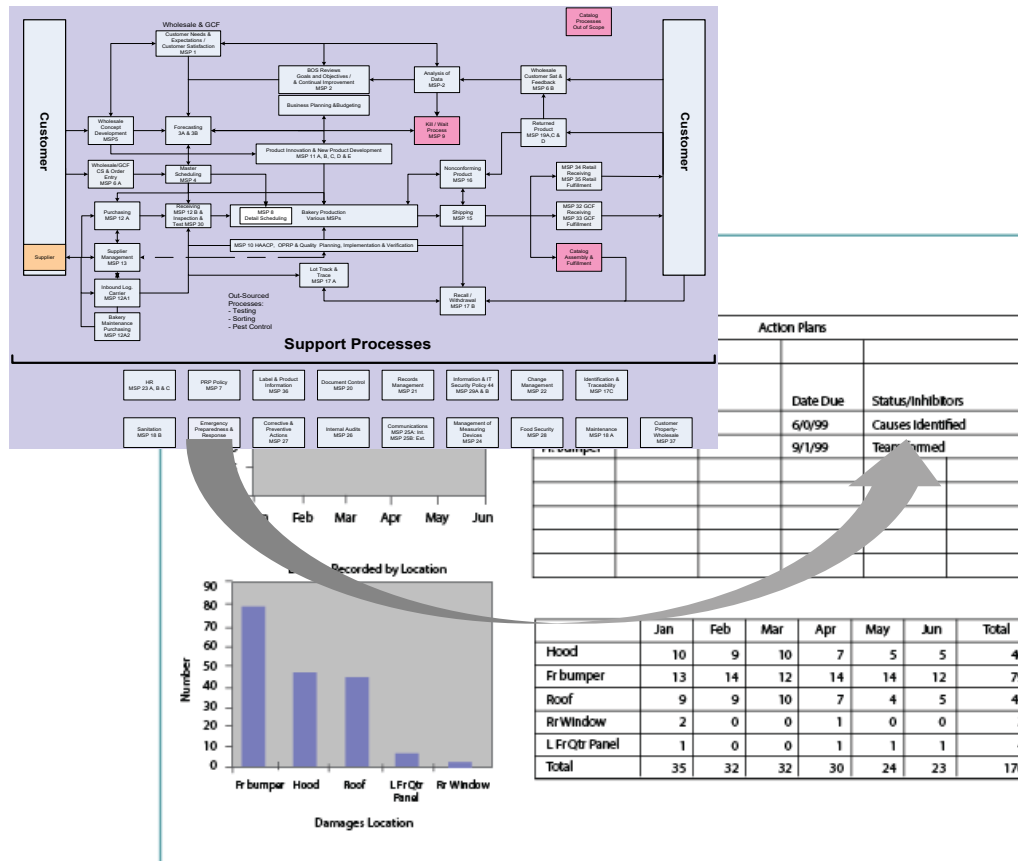 Wholesale & GCF
Catalog
Processes
Out of Scope
Customer
Customer
Customer Needs &
Expectations /
Customer Satisfaction
MSP 1
BOS Reviews
Goals and Objectives /
& Continual Improvement
MSP 2
Business Planning &Budgeting
Analysis of
Data
MSP-2
Wholesale
Customer Sat &
Feedback
MSP 6 B
Wholesale
Concept
Development
MSP5
Forecasting
3A & 3B
Kill / Wait
Process
MSP 9
Returned
Product
MSP 19A,C &
D
Product Innovation & New Product Development
MSP 11 A, B, C, D & E
Wholesale/GCF
CS & Order
Entry
MSP 6 A
Master
Scheduling
MSP 4
Nonconforming
Product
MSP 16
MSP 34 Retail
Receiving
MSP 35 Retail
Fulfillment
Purchasing
MSP 12 A
Receiving
MSP 12 B &
Inspection &
Test MSP 30
MSP 8
Detail Scheduling
Bakery Production
Various MSPs
Shipping
MSP 15
MSP 32 GCF
Receiving
MSP 33 GCF
Fulfillment
Supplier
Supplier
Management
MSP 13
MSP 10 HAACP, OPRP & Quality Planning, Implementation & Verification
Catalog
Assembly &
Fulfillment
Lot Track &
Trace
MSP 17 A
Inbound Log.
Carrier
MSP 12A1
Recall /
Withdrawal
MSP 17 B
Bakery
Maintenance
Purchasing
MSP 12A2
Out-Sourced
Processes:
- Testing
- Sorting
- Pest Control
Support Processes
HR
MSP 23 A, B & C
PRP Policy
MSP 7
Label & Product
Information
MSP 36
Document Control
MSP 20
Records
Management
MSP 21
Information & IT
Security Policy 44
MSP 29A & B
Change
Management
MSP 22
Identification &
Traceability
MSP 17C
Sanitation
MSP 18 B
Emergency
Preparedness &
Response
Corrective &
Preventive
Actions
MSP 27
Internal Audits
MSP 26
Communications
MSP 25A: Int.
MSP 25B: Ext.
Management of
Measuring
Devices
MSP 24
Food Security
MSP 28
Maintenance
MSP 18 A
Customer
Property-
Wholesale
MSP 37
Action Plans
Date Due Status/Inhibitors
6/0/99 Causes Identified
Fr. Bumper 9/1/99
Feb Mar Apr May Jun
Recorded by Location
Number
90
80
70
60
50
40
30
20
10
0
Fr bumper Hood Roof L Fr Qtr Panel Rr Window
Damages Location
Jan Feb Mar Apr May Jun Total
Hood 10 9 10 7 5 5 4
Fr bumper 13 14 12 14 14 12 7
Roof 9 9 10 7 4 5 4
Rr Window 2 0 0 1 0 0
L Fr Qtr Panel 1 0 0 1 1 1
Total 35 32 32 30 24 23 17